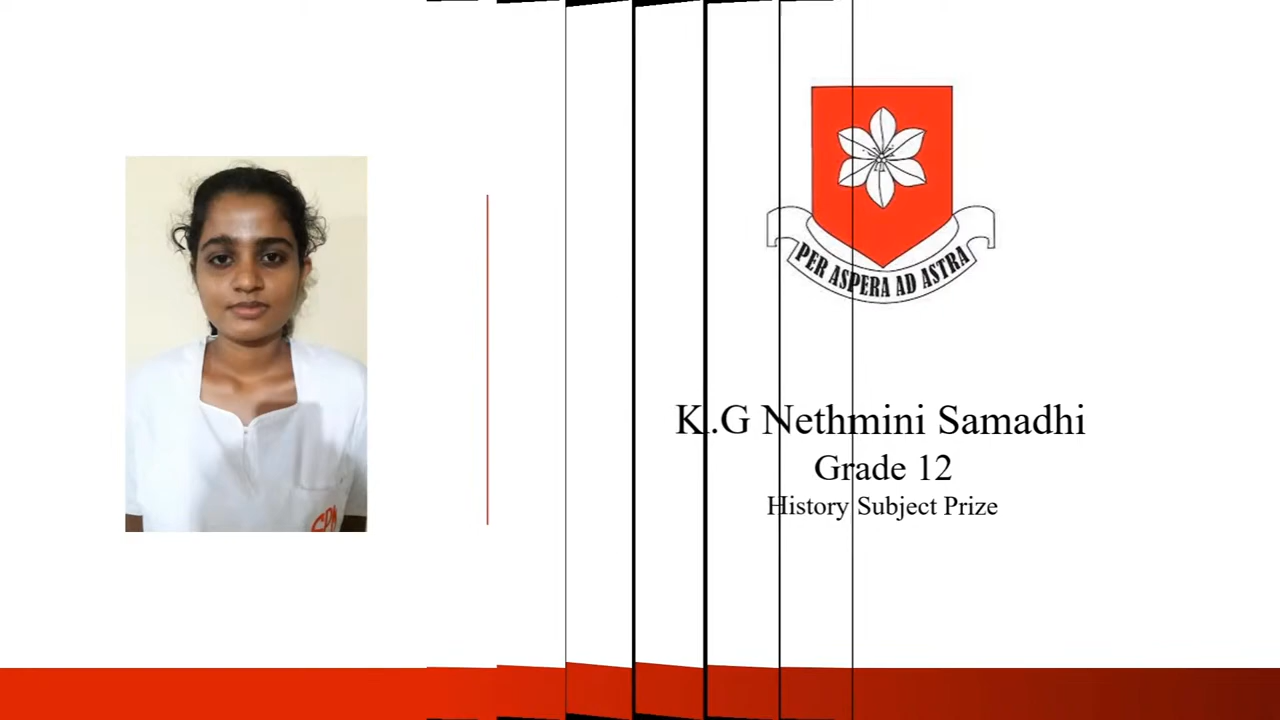 PER ASPERA AD ASTRA
K.G Nethmini Samadhi
Grade 12
History Subject Prize